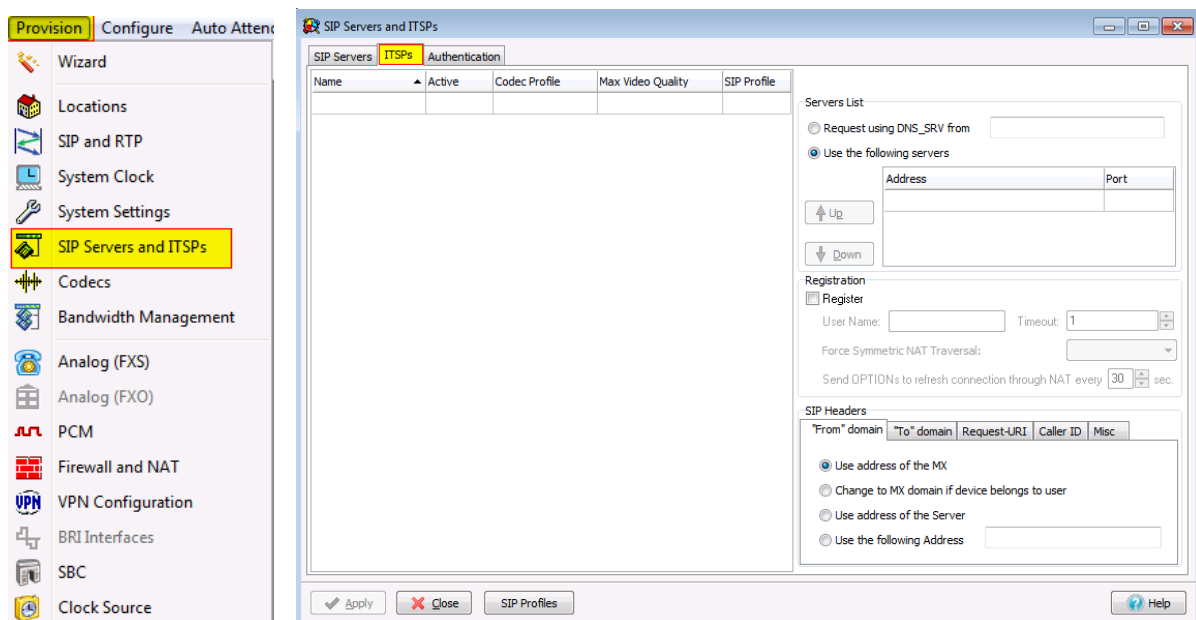 Provision Configure Auto Attend
Wizard
Locations
SIP and RTP
System Clock
System Settings
SIP Servers and ITSPs
Codecs
Bandwidth Management
Analog (FXS)
Analog (FXO)
PCM
Firewall and NAT
VPN VPN Configuration
BRI Interfaces
SBC
Clock Source
SIP Servers and ITSPs
SIP Servers ITSPs Authentication
Name Active Codec Profile Max Video Quality SIP Profile
Servers List
Request using DNS_SRV from
Use the following servers
Address Port
Up
Down
Registration
Register
User Name: Timeout: 1
Force Symmetric NAT Traversal:
Send OPTIONs to refresh connection through NAT every 30 sec.
SIP Headers
"From" domain "To" domain Request-URI Caller ID Misc
Use address of the MX
Change to MX domain if device belongs to user
Use address of the Server
Use the following Address
Apply Close SIP Profiles Help